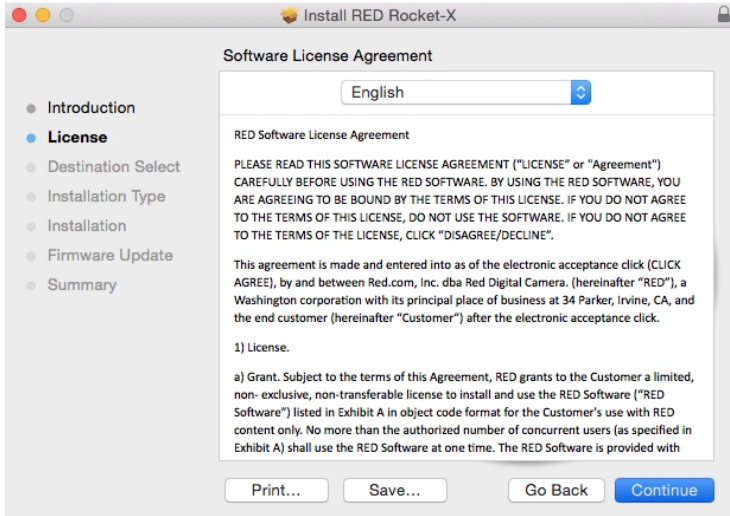 Install RED Rocket-X
Software License Agreement
Introduction
License
Destination Select
Installation Type
Installation
Firmware Update
Summary
English
RED Software License Agreement
PLEASE READ THIS SOFTWARE LICENSE AGREEMENT (“LICENSE” or "Agreement")
CAREFULLY BEFORE USING THE RED SOFTWARE. BY USING THE RED SOFTWARE, YOU
ARE AGREEING TO BE BOUND BY THE TERMS OF THIS LICENSE. IF YOU DO NOT AGREE
TO THE TERMS OF THIS LICENSE, DO NOT USE THE SOFTWARE. IF YOU DO NOT AGREE
TO THE TERMS OF THE LICENSE, CLICK “DISAGREE/DECLINE”.
This agreement is made and entered into as of the electronic acceptance click (CLICK
AGREE), by and between Red.com, Inc. dba Red Digital Camera. (hereinafter “RED”), a
Washington corporation with its principal place of business at 34 Parker, Irvine, CA, and
the end customer (hereinafter “Customer”) after the electronic acceptance click.
1) License.
a) Grant. Subject to the terms of this Agreement, RED grants to the Customer a limited,
non- exclusive, non-transferable license to install and use the RED Software (“RED
Software”) listed in Exhibit A in object code format for the Customer’s use with RED
content only. No more than the authorized number of concurrent users (as specified in
Exhibit A) shall use the RED Software at one time. The RED Software is provided with
Print...
Save...
Go Back
Continue